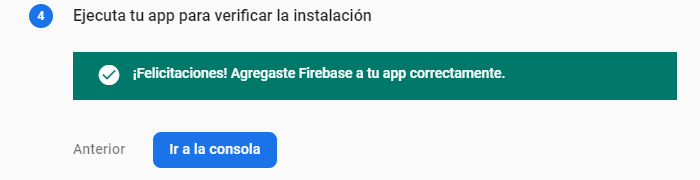 4 Ejecuta tu app para verificar la instalación
¡Felicitaciones! Agregaste Firebase a tu app correctamente.
Anterior Ir a la consola